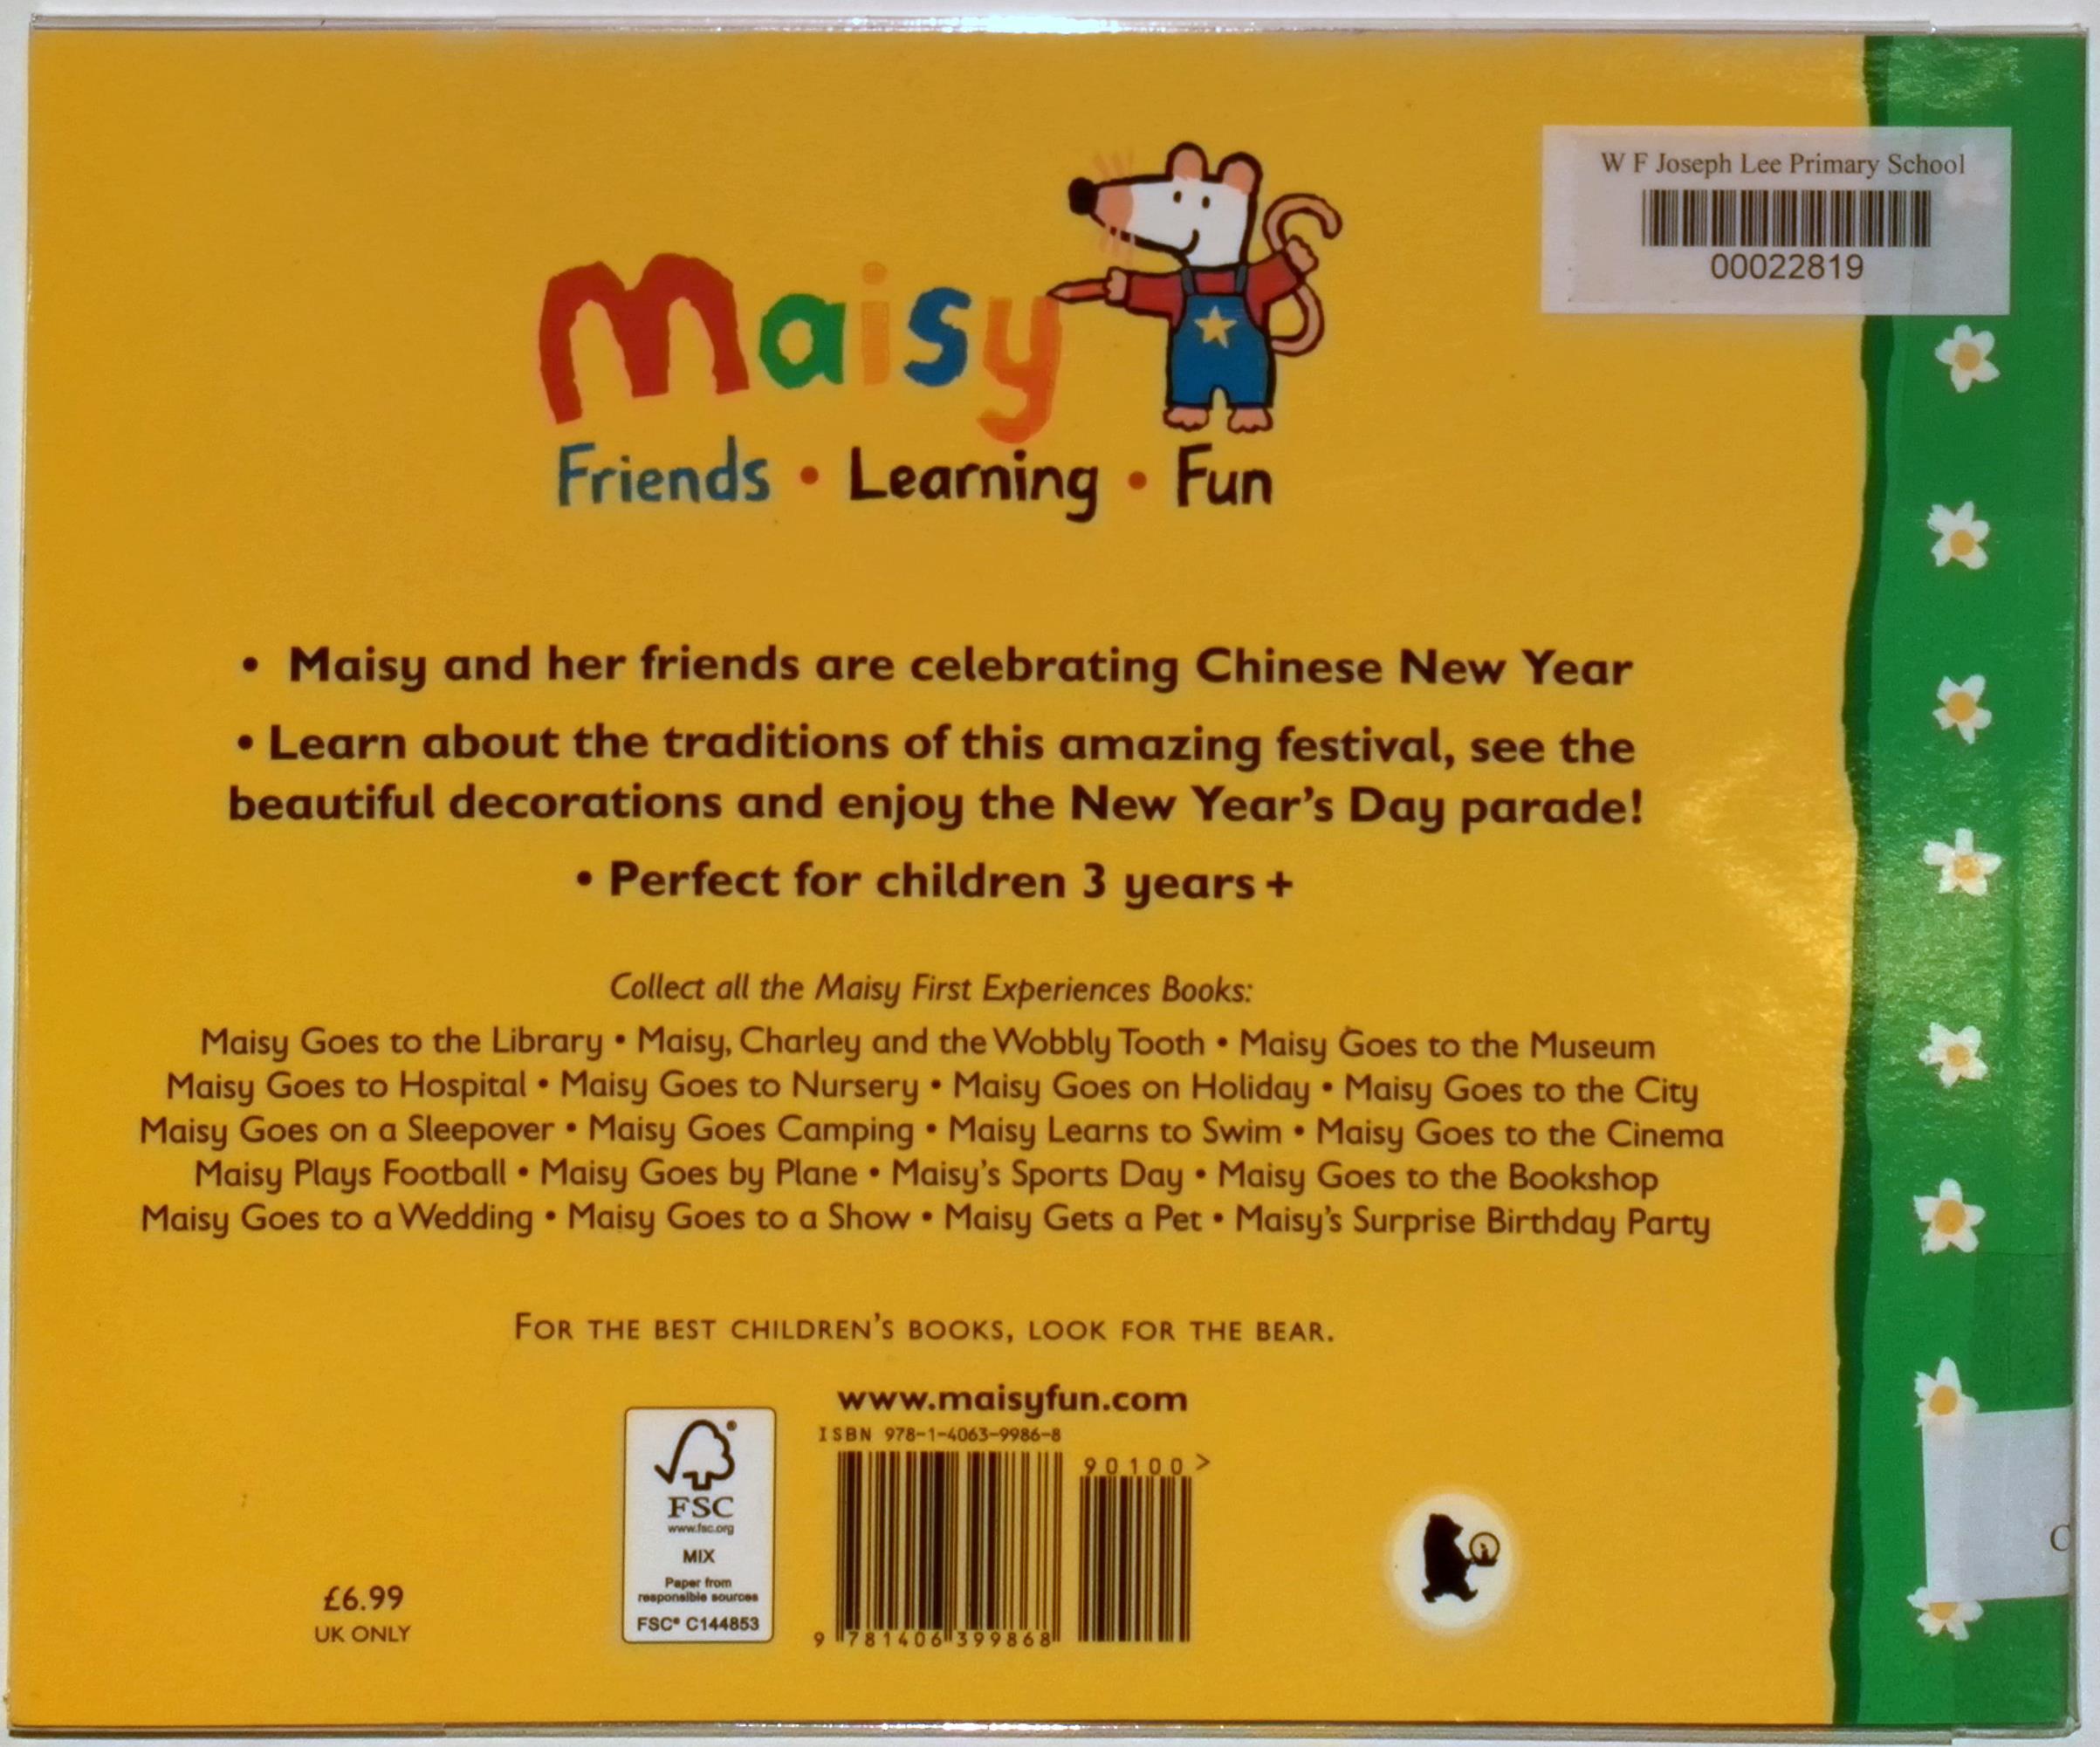 W F Joseph Lee Primary School
00022819
Maisy
Friends • Learning • Fun
• Maisy and her friends are celebrating Chinese New Year
• Learn about the traditions of this amazing festival, see the
beautiful decorations and enjoy the New Year's Day parade!
• Perfect for children 3 years +
Collect all the Maisy First Experiences Books:
Maisy Goes to the Library • Maisy, Charley and the Wobbly Tooth • Maisy Goes to the Museum
Maisy Goes to Hospital • Maisy Goes to Nursery • Maisy Goes on Holiday • Maisy Goes to the City
Maisy Goes on a Sleepover • Maisy Goes Camping • Maisy Learns to Swim • Maisy Goes to the Cinema
Maisy Plays Football • Maisy Goes by Plane • Maisy's Sports Day • Maisy Goes to the Bookshop
Maisy Goes to a Wedding • Maisy Goes to a Show • Maisy Gets a Pet • Maisy's Surprise Birthday Party
FOR THE BEST CHILDREN'S BOOKS, LOOK FOR THE BEAR.
www.maisyfun.com
ISBN 978-1-4063-9986-8
90100>
9 781406 399868
FSC
www.fsc.org
MIX
Paper from
responsible sources
FSC® C144853
£6.99
UK ONLY